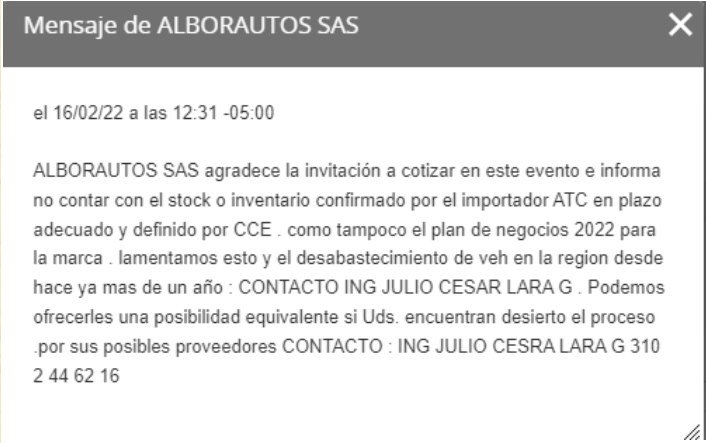 Mensaje de ALBORAUTOS SAS
el 16/02/22 a las 12:31 -05:00
ALBORAUTOS SAS agradece la invitación a cotizar en este evento e informa
no contar con el stock o inventario confirmado por el importador ATC en plazo
adecuado y definido por CCE . como tampoco el plan de negocios 2022 para
la marca . lamentamos esto y el desabastecimiento de veh en la region desde
hace ya mas de un año : CONTACTO ING JULIO CESAR LARA G . Podemos
ofrecerles una posibilidad equivalente si Uds. encuentran desierto el proceso
.por sus posibles proveedores CONTACTO : ING JULIO CESRA LARA G 310
2 44 62 16